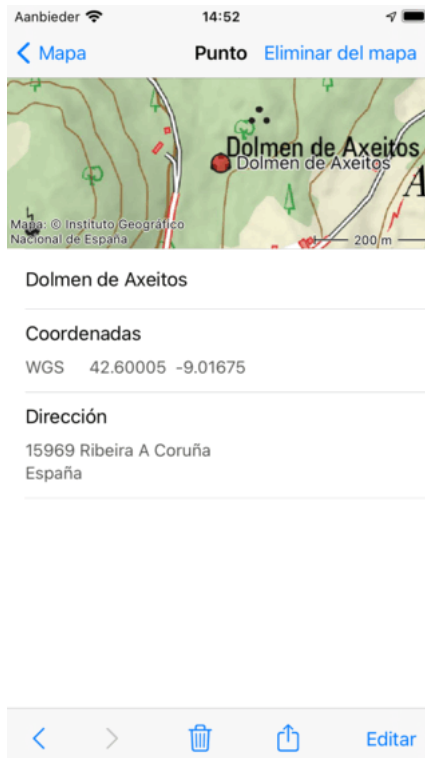 Aanbieder 14:52
Mapa Punto Eliminar del mapa
Dolmen de Axeitos
Dolmen de Axeitos
A
Mapa: © Instituto Geográfico
Nacional de España
200 m
Dolmen de Axeitos
Coordenadas
WGS 42.60005 -9.01675
Dirección
15969 Ribeira A Coruña
España
Editar